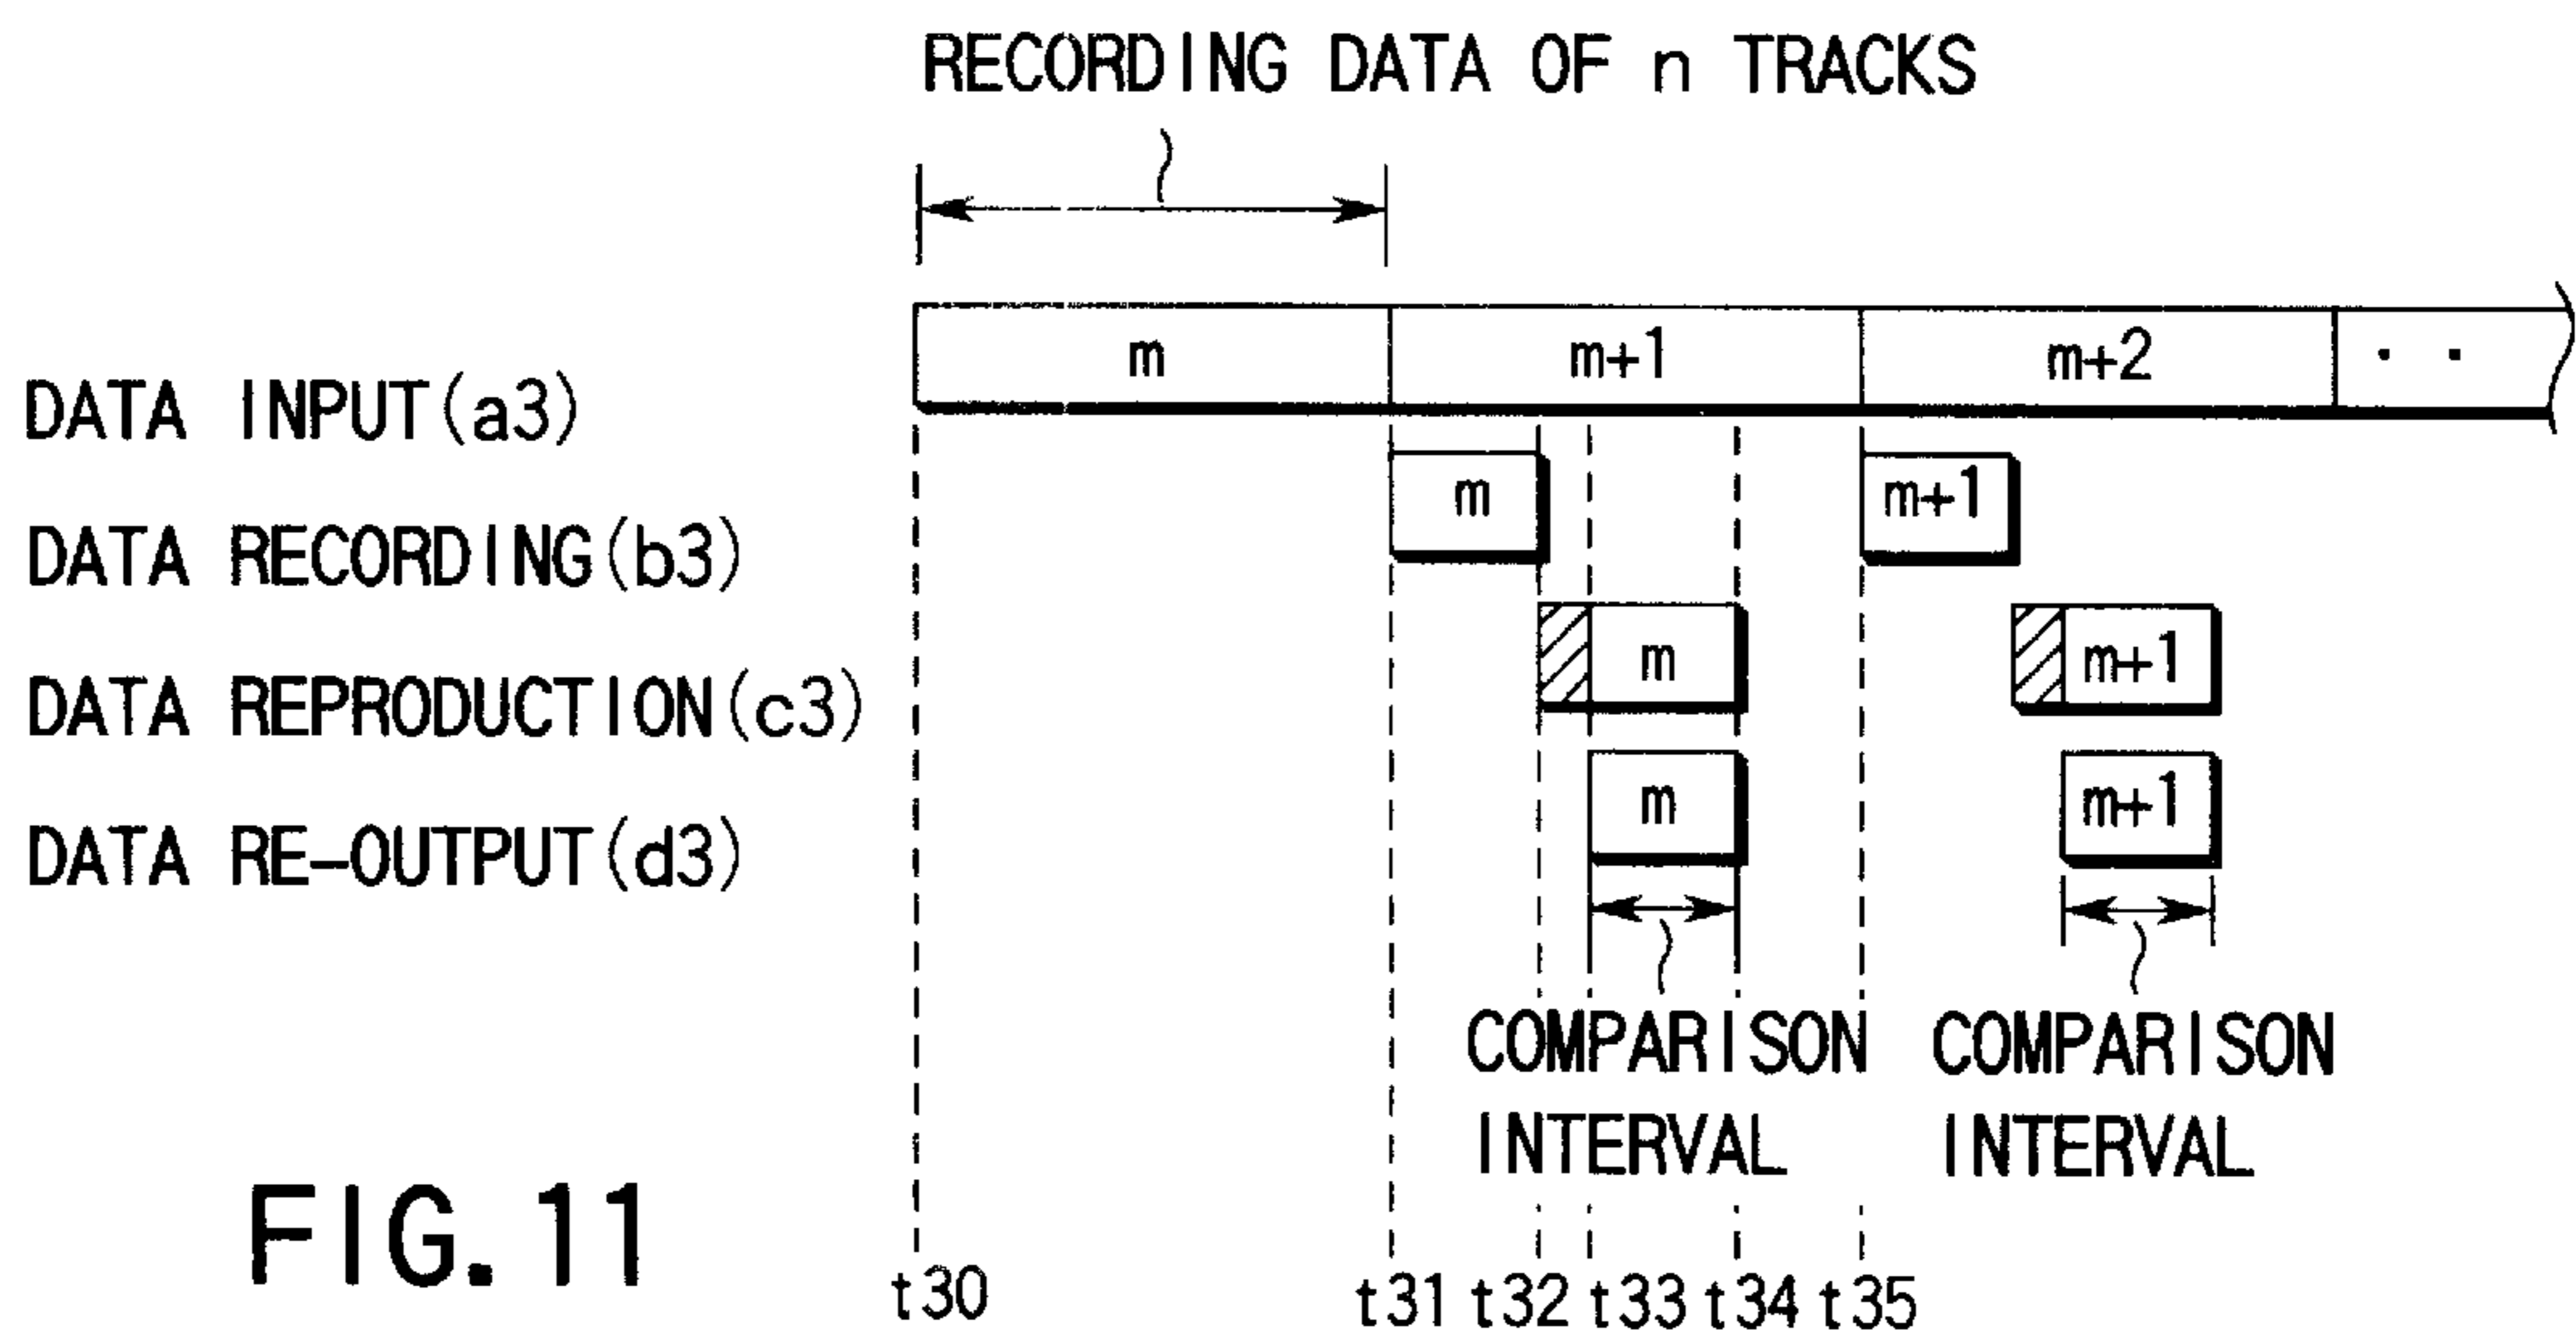 RECORDING DATA OF n TRACKS
m m+1 m+2 · ·
DATA INPUT(a3)
m m+1
DATA RECORDING(b3)
m m+1
DATA REPRODUCTION(c3)
m m+1
DATA RE-OUTPUT(d3)
COMPARISON INTERVAL
COMPARISON INTERVAL
FIG. 11
t30 t31 t32 t33 t34 t35